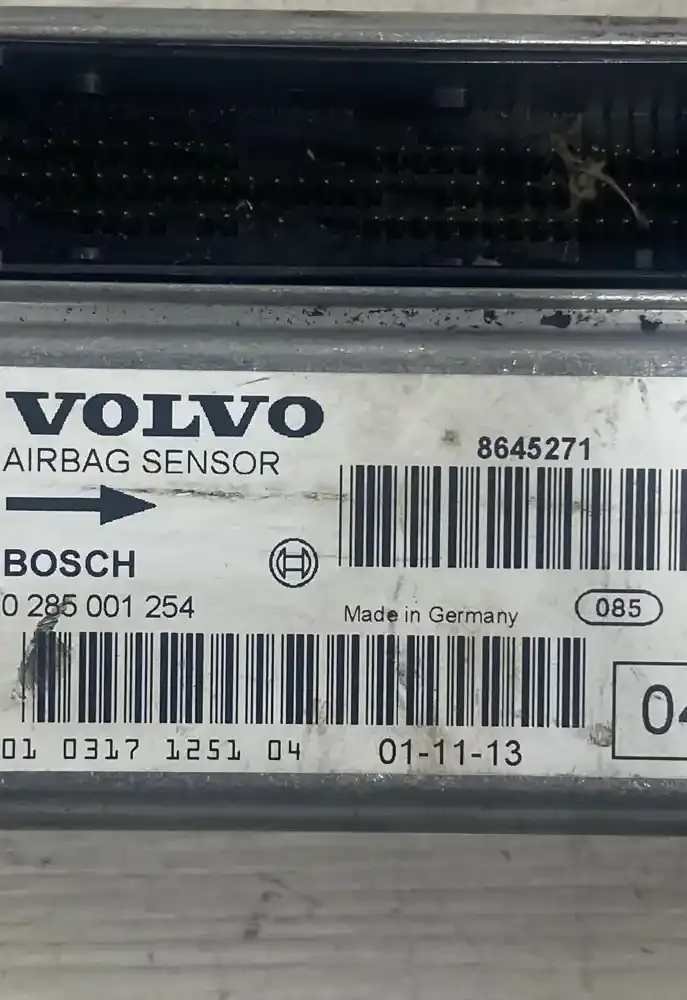 VOLVO
AIRBAG SENSOR
8645271
BOSCH
0 285 001 254
Made in Germany
085
04
01 0317 1251 04
01-11-13